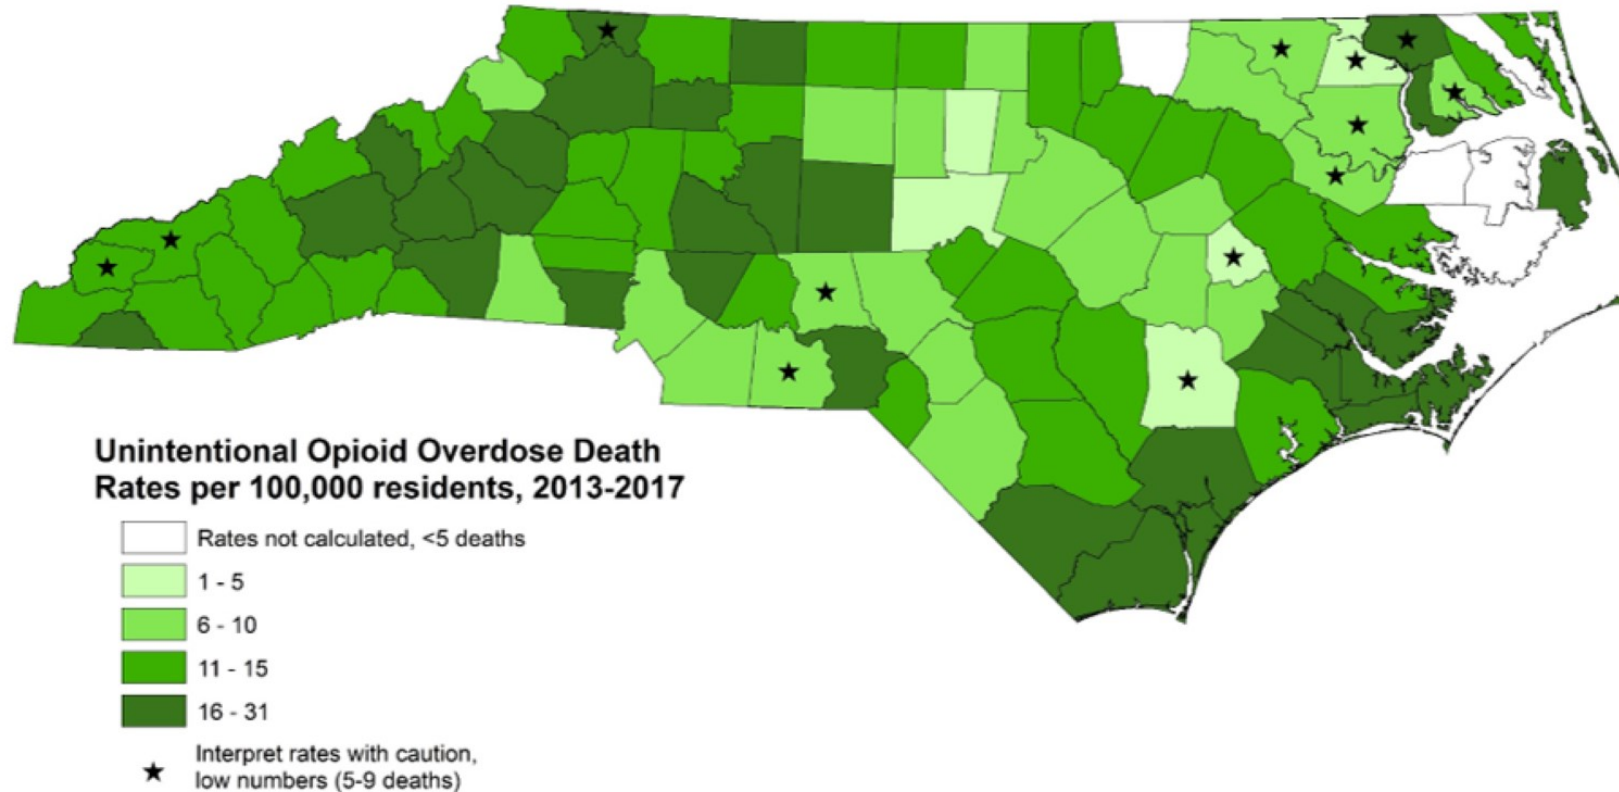 Unintentional Opioid Overdose Death
Rates per 100,000 residents, 2013-2017
Rates not calculated, <5 deaths
1 - 5
6 - 10
11 - 15
16 - 31
Interpret rates with caution,
low numbers (5-9 deaths)